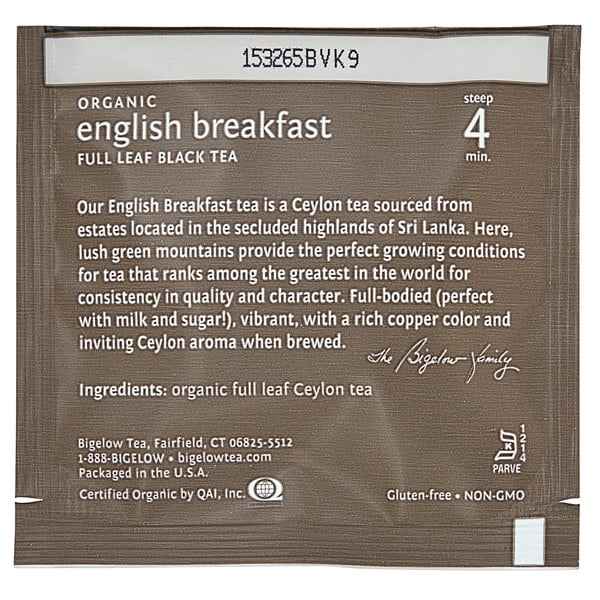 153265BVK9
ORGANIC
english breakfast
FULL LEAF BLACK TEA
steep
4
min.
Our English Breakfast tea is a Ceylon tea sourced from
estates located in the secluded highlands of Sri Lanka. Here,
lush green mountains provide the perfect growing conditions
for tea that ranks among the greatest in the world for
consistency in quality and character. Full-bodied (perfect
with milk and sugar!), vibrant, with a rich copper color and
inviting Ceylon aroma when brewed.
The Bigelow Family
Ingredients: organic full leaf Ceylon tea
Bigelow Tea, Fairfield, CT 06825-5512
1-888-BIGELOW • bigelowtea.com
Packaged in the U.S.A.
Certified Organic by QAI, Inc.
K
1
2
1
4
PARVE
Gluten-free • NON-GMO